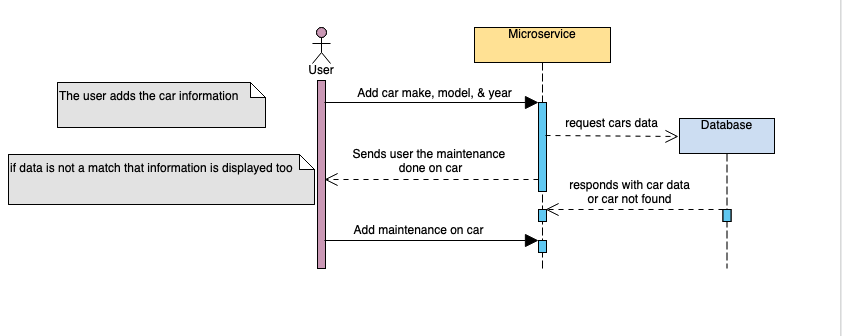 Microservice
User
The user adds the car information
Add car make, model, & year
request cars data
Database
Sends user the maintenance
done on car
if data is not a match that information is displayed too
responds with car data
or car not found
Add maintenance on car